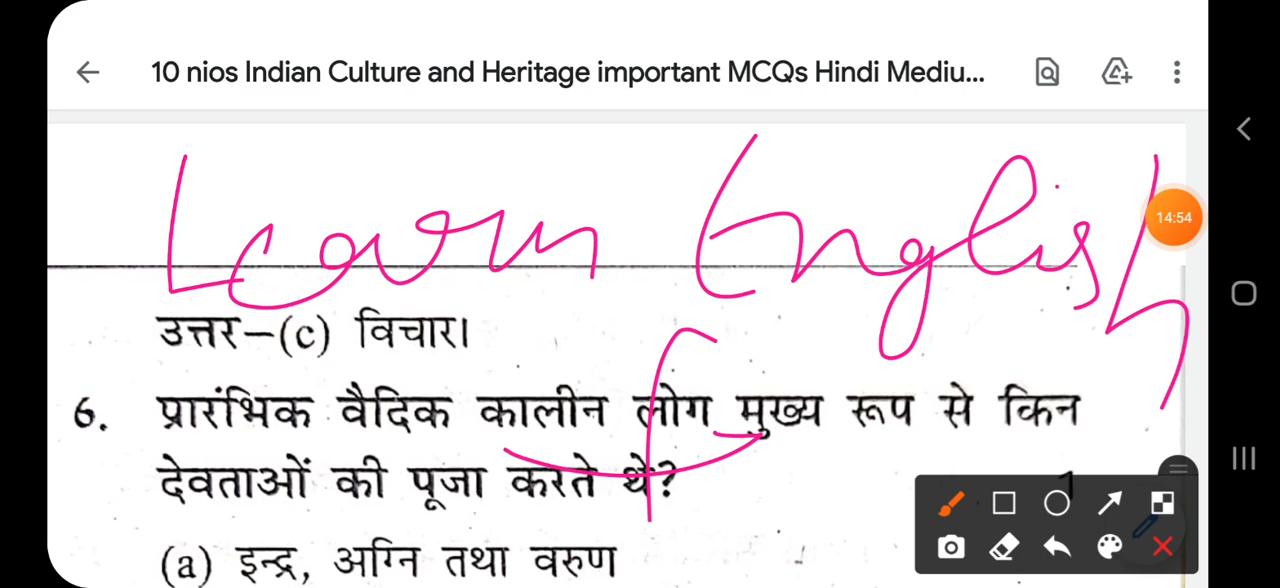 10 nios Indian Culture and Heritage important MCQs Hindi Mediu...
Learn English
14:54
उत्तर–(c) विचार।
6. प्रारंभिक वैदिक कालीन लोग मुख्य रूप से किन
देवताओं की पूजा करते थे? 1
(a) इन्द्र, अग्नि तथा वरुण